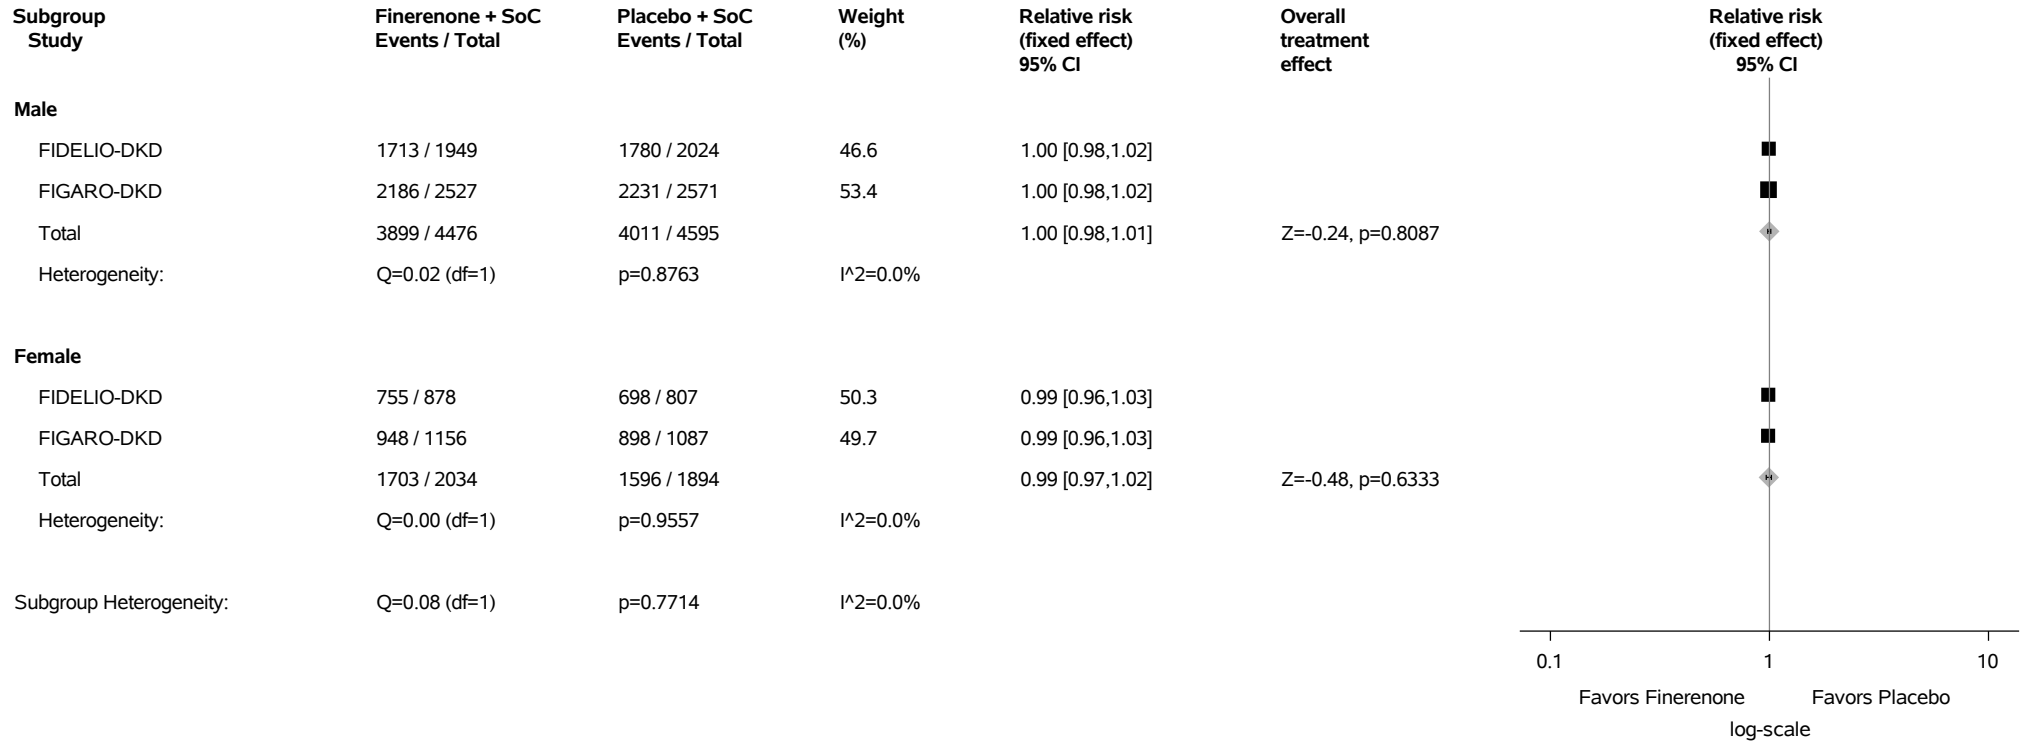 Subgroup Finerenone + SoC Placebo + SoC Weight Relative risk Overall Relative risk
Study Events / Total Events / Total (%) (fixed effect) treatment (fixed effect)
95% CI effect 95% CI
Male
FIDELIO-DKD 1713 / 1949 1780 / 2024 46.6 1.00 [0.98,1.02]
FIGARO-DKD 2186 / 2527 2231 / 2571 53.4 1.00 [0.98,1.02]
Total 3899 / 4476 4011 / 4595 1.00 [0.98,1.01] Z=-0.24, p=0.8087
Heterogeneity: Q=0.02 (df=1) p=0.8763 I^2=0.0%
Female
FIDELIO-DKD 755 / 878 698 / 807 50.3 0.99 [0.96,1.03]
FIGARO-DKD 948 / 1156 898 / 1087 49.7 0.99 [0.96,1.03]
Total 1703 / 2034 1596 / 1894 0.99 [0.97,1.02] Z=-0.48, p=0.6333
Heterogeneity: Q=0.00 (df=1) p=0.9557 I^2=0.0%
Subgroup Heterogeneity: Q=0.08 (df=1) p=0.7714 I^2=0.0%
0.1 1 10
Favors Finerenone Favors Placebo
log-scale